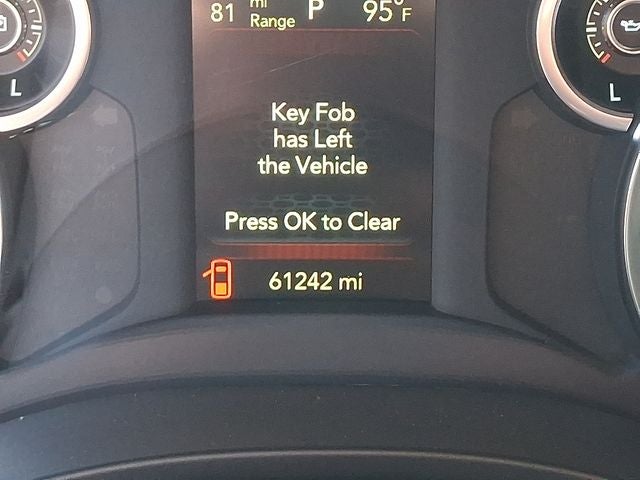 81 mi Range P 95°F
L
L
Key Fob
has Left
the Vehicle
Press OK to Clear
61242 mi